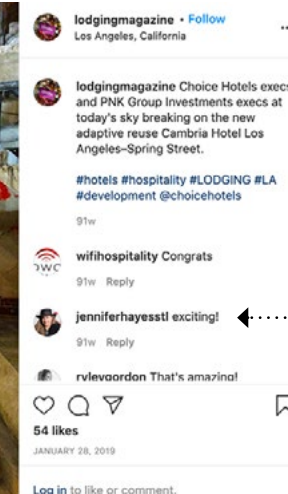 lodgingmagazine • Follow
Los Angeles, California
lodgingmagazine Choice Hotels execs
and PNK Group Investments execs at
today's sky breaking on the new
adaptive reuse Cambria Hotel Los
Angeles–Spring Street.
#hotels #hospitality #LODGING #LA
#development @choicehotels
91w
wifihospitality Congrats
91w Reply
jenniferhayesstl exciting!
91w Reply
ryleygordon That's amazing!
54 likes
JANUARY 28, 2019
Log in to like or comment.